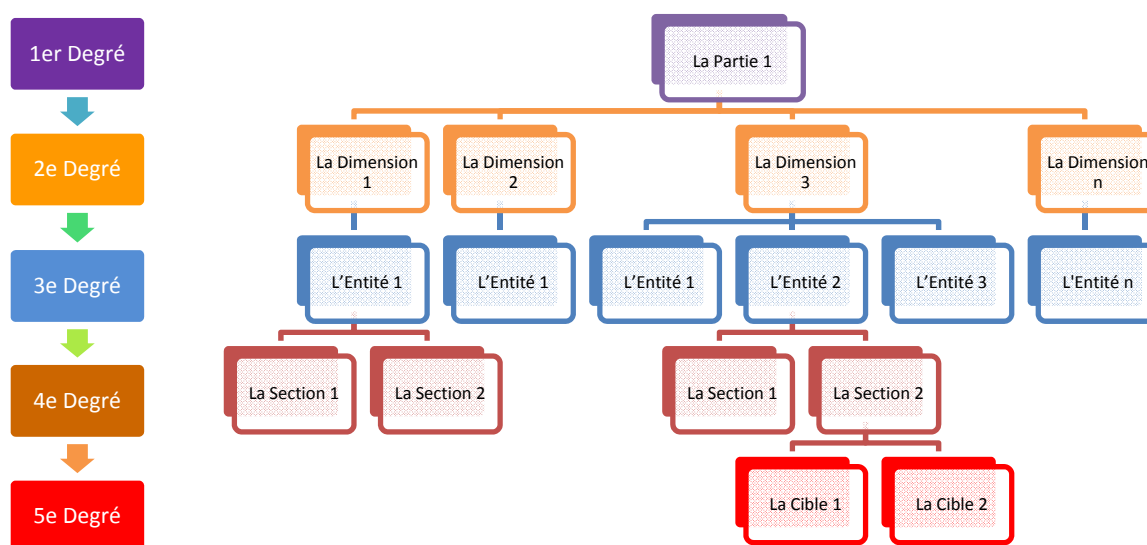 1er Degré
La Partie 1
2e Degré
La Dimension
1
La Dimension
2
La Dimension
3
La Dimension
n
3e Degré
L’Entité 1
L’Entité 1
L’Entité 1
L’Entité 2
L’Entité 3
L'Entité n
4e Degré
La Section 1
La Section 2
La Section 1
La Section 2
5e Degré
La Cible 1
La Cible 2